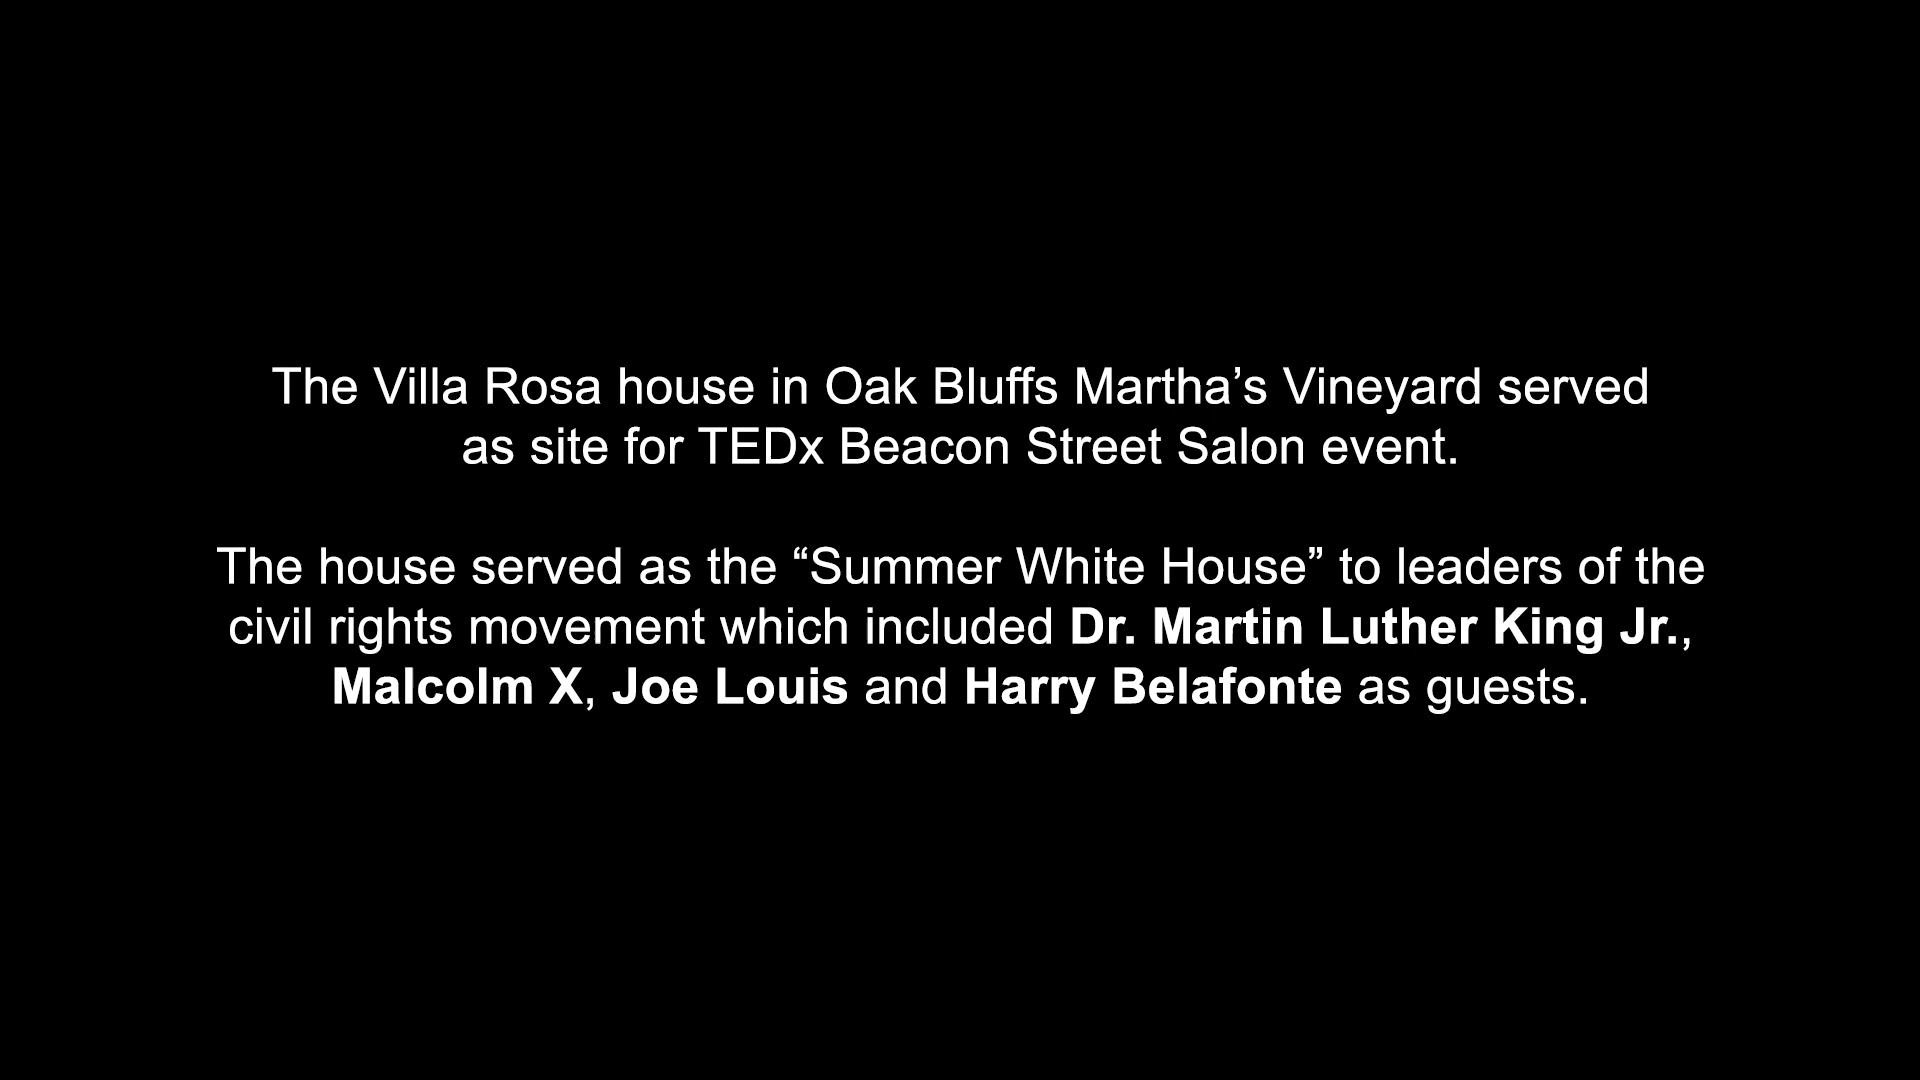 The Villa Rosa house in Oak Bluffs Martha’s Vineyard served
as site for TEDx Beacon Street Salon event.
The house served as the “Summer White House” to leaders of the
civil rights movement which included Dr. Martin Luther King Jr.,
Malcolm X, Joe Louis and Harry Belafonte as guests.